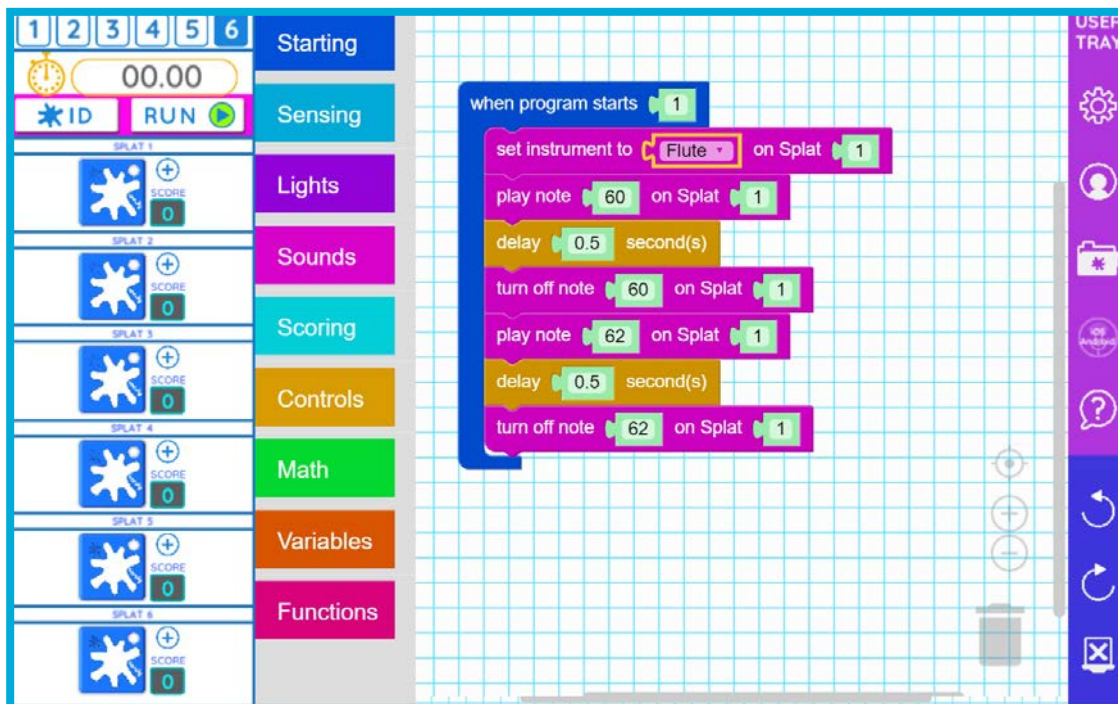 1 2 3 4 5 6
00.00
ID RUN
SPLAT 1
SCORE
0
SPLAT 2
SCORE
0
SPLAT 3
SCORE
0
SPLAT 4
SCORE
0
SPLAT 5
SCORE
0
SPLAT 6
SCORE
0
Starting
Sensing
Lights
Sounds
Scoring
Controls
Math
Variables
Functions
when program starts 1
set instrument to Flute on Splat 1
play note 60 on Splat 1
delay 0.5 second(s)
turn off note 60 on Splat 1
play note 62 on Splat 1
delay 0.5 second(s)
turn off note 62 on Splat 1
USER
TRAY
iOS
Android